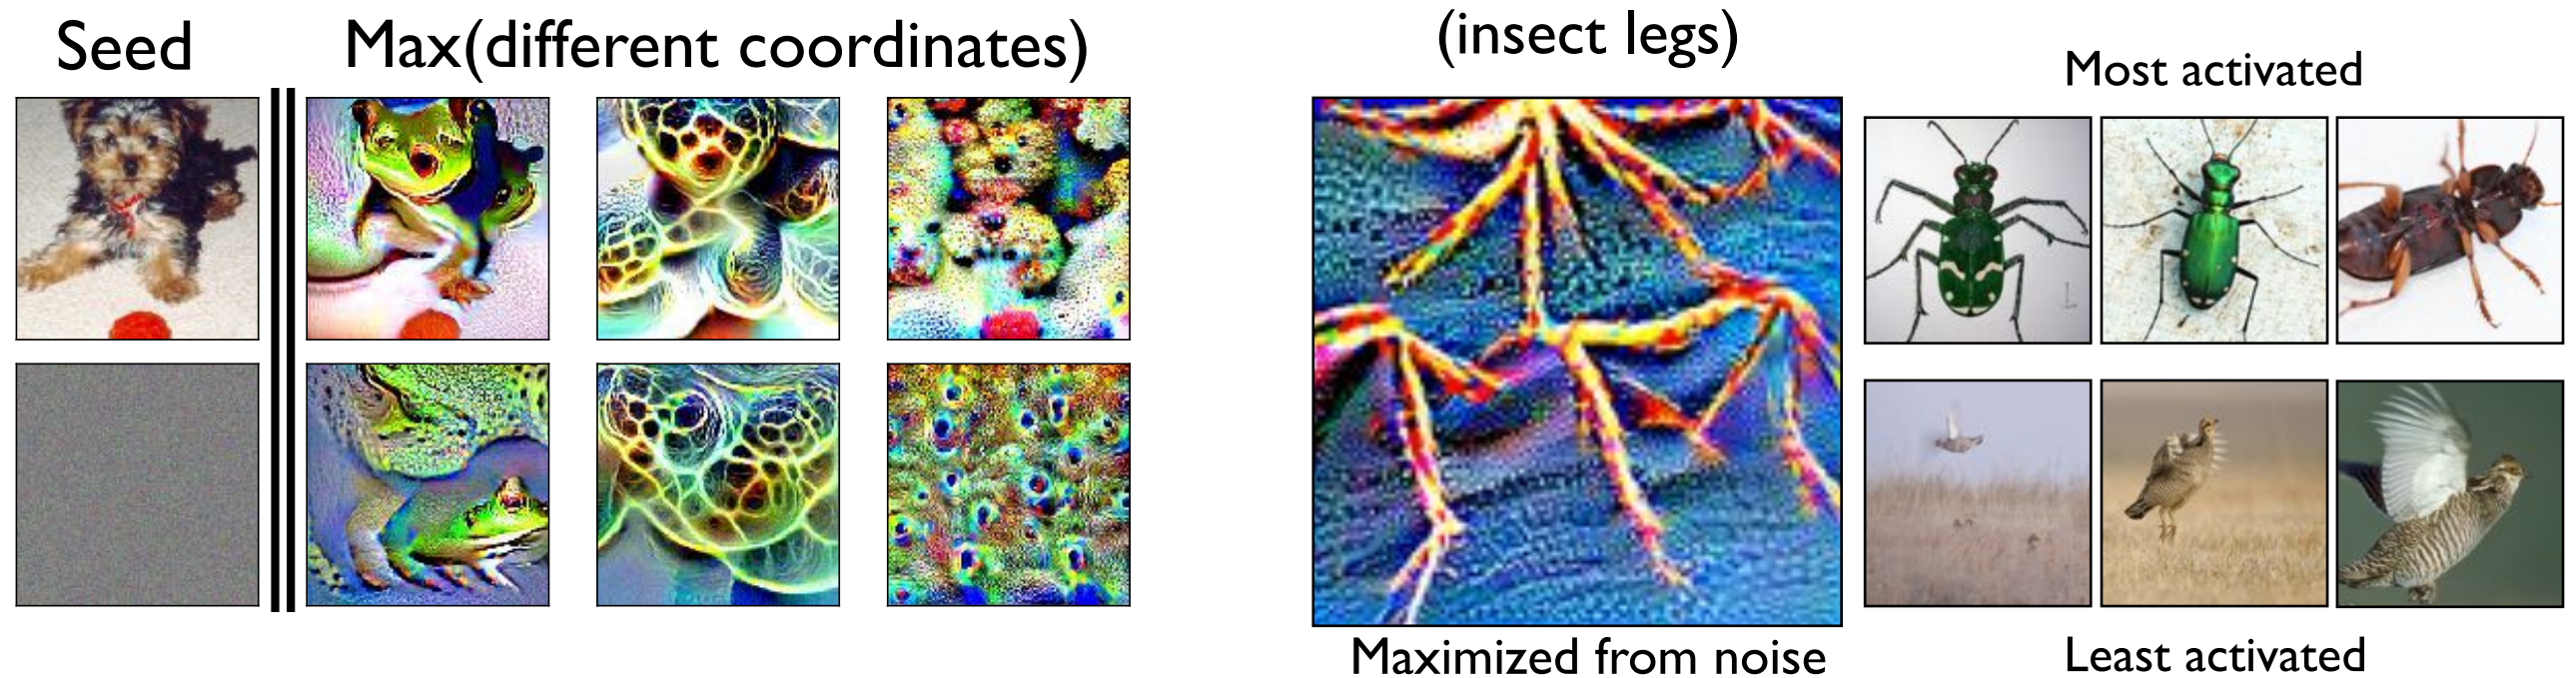 Seed
Max(different coordinates)
(insect legs)
Most activated
Maximized from noise
Least activated